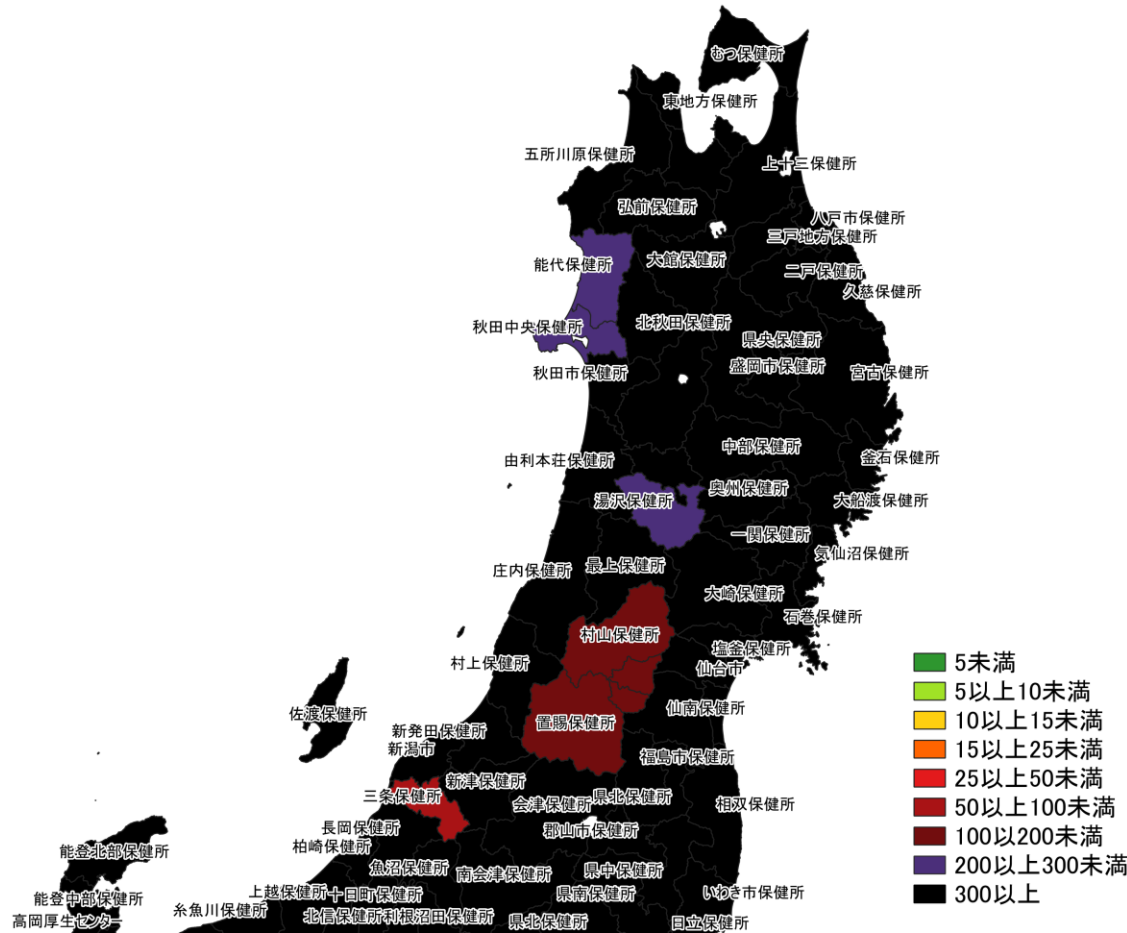 むつ保健所
東地方保健所
五所川原保健所
上十三保健所
弘前保健所
八戸市保健所
三戸地方保健所
能代保健所
大館保健所
二戸保健所
久慈保健所
秋田中央保健所
北秋田保健所
県央保健所
盛岡市保健所
秋田市保健所
宮古保健所
中部保健所
由利本荘保健所
釜石保健所
湯沢保健所
奥州保健所
大船渡保健所
一関保健所
気仙沼保健所
庄内保健所
最上保健所
大崎保健所
石巻保健所
村山保健所
塩釜保健所
村上保健所
仙台市
佐渡保健所
仙南保健所
置賜保健所
新発田保健所
新潟市
福島市保健所
新津保健所
三条保健所
会津保健所
県北保健所
相双保健所
長岡保健所
郡山市保健所
柏崎保健所
能登北部保健所
魚沼保健所
南会津保健所
県中保健所
能登中部保健所
上越保健所
十日町保健所
県南保健所
いわき市保健所
糸魚川保健所
高岡厚生センター
北信保健所
利根沼田保健所
県北保健所
日立保健所
5未満
5以上10未満
10以上15未満
15以上25未満
25以上50未満
50以上100未満
100以200未満
200以上300未満
300以上